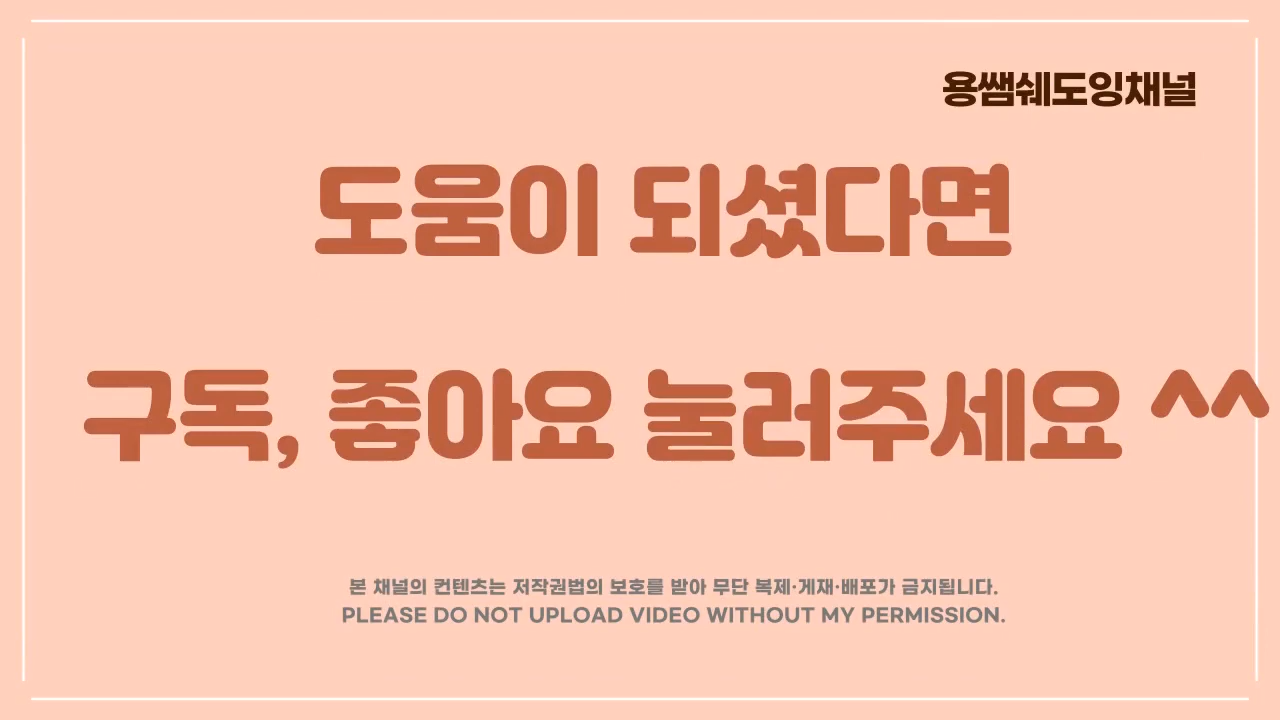 용쌤쉐도잉채널
도움이 되셨다면
구독, 좋아요 눌러주세요 ^^
본 채널의 컨텐츠는 저작권법의 보호를 받아 무단 복제·게재·배포가 금지됩니다.
PLEASE DO NOT UPLOAD VIDEO WITHOUT MY PERMISSION.